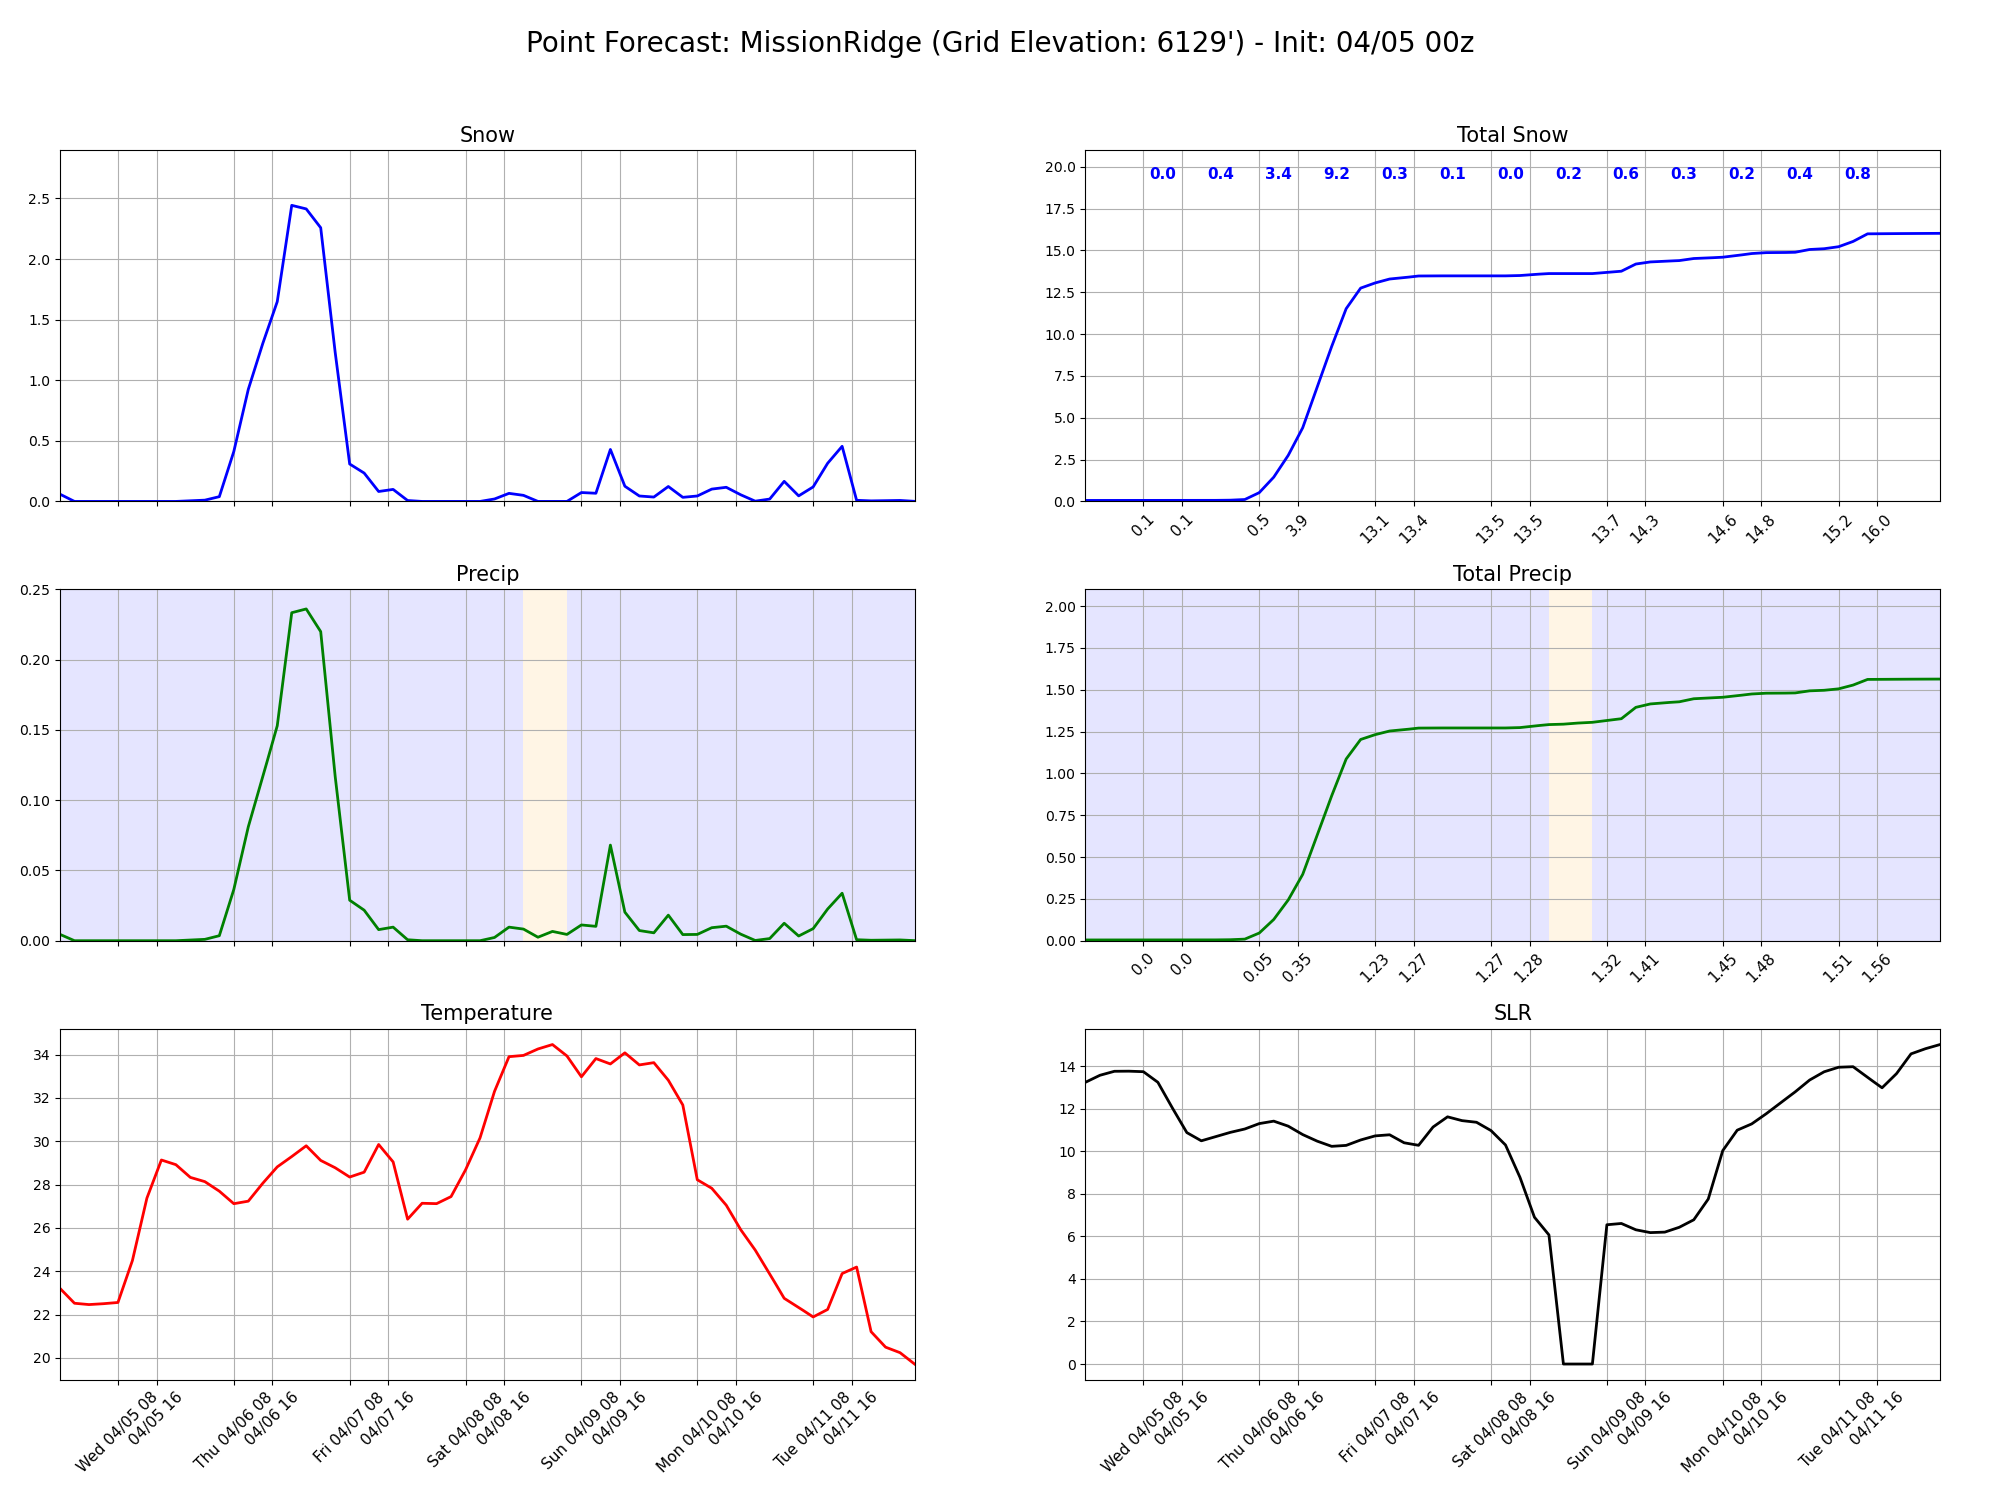 Point Forecast: MissionRidge (Grid Elevation: 6129') - Init: 04/05 00z
Snow
2.5
2.0
1.5
1.0
0.5
0.0
Total Snow
20.0
17.5
15.0
12.5
10.0
7.5
5.0
2.5
0.0
0.0 0.4 3.4 9.2 0.3 0.1 0.0 0.2 0.6 0.3 0.2 0.4 0.8
0.1 0.1 0.5 3.9 13.1 13.4 13.5 13.5 13.7 14.3 14.6 14.8 15.2 16.0
Precip
0.25
0.20
0.15
0.10
0.05
0.00
Total Precip
2.00
1.75
1.50
1.25
1.00
0.75
0.50
0.25
0.00
0.0 0.0 0.05 0.35 1.23 1.27 1.27 1.28 1.32 1.41 1.45 1.48 1.51 1.56
Temperature
34
32
30
28
26
24
22
20
Wed 04/05 08
04/05 16
Thu 04/06 08
04/06 16
Fri 04/07 08
04/07 16
Sat 04/08 08
04/08 16
Sun 04/09 08
04/09 16
Mon 04/10 08
04/10 16
Tue 04/11 08
04/11 16
SLR
14
12
10
8
6
4
2
0
Wed 04/05 08
04/05 16
Thu 04/06 08
04/06 16
Fri 04/07 08
04/07 16
Sat 04/08 08
04/08 16
Sun 04/09 08
04/09 16
Mon 04/10 08
04/10 16
Tue 04/11 08
04/11 16